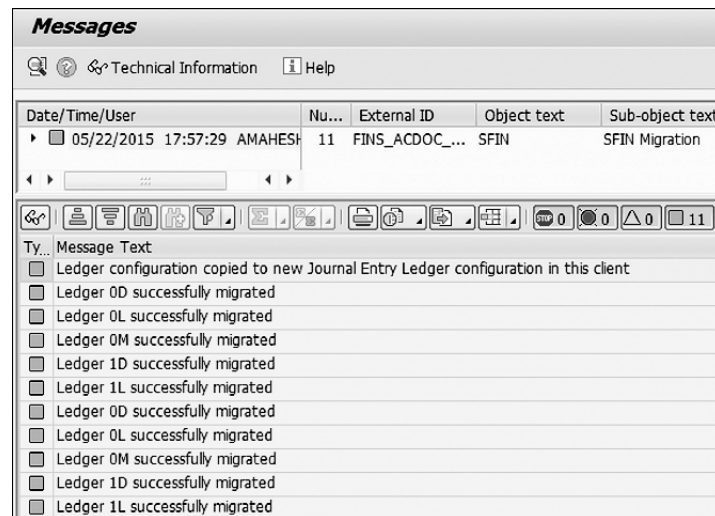 Messages
Technical Information Help
Date/Time/User Nu... External ID Object text Sub-object text
05/22/2015 17:57:29 AMAHESH 11 FINS_ACDOC_... SFIN SFIN Migration
STOP 0 0 0 11
Ty... Message Text
Ledger configuration copied to new Journal Entry Ledger configuration in this client
Ledger 0D successfully migrated
Ledger 0L successfully migrated
Ledger 0M successfully migrated
Ledger 1D successfully migrated
Ledger 1L successfully migrated
Ledger 0D successfully migrated
Ledger 0L successfully migrated
Ledger 0M successfully migrated
Ledger 1D successfully migrated
Ledger 1L successfully migrated